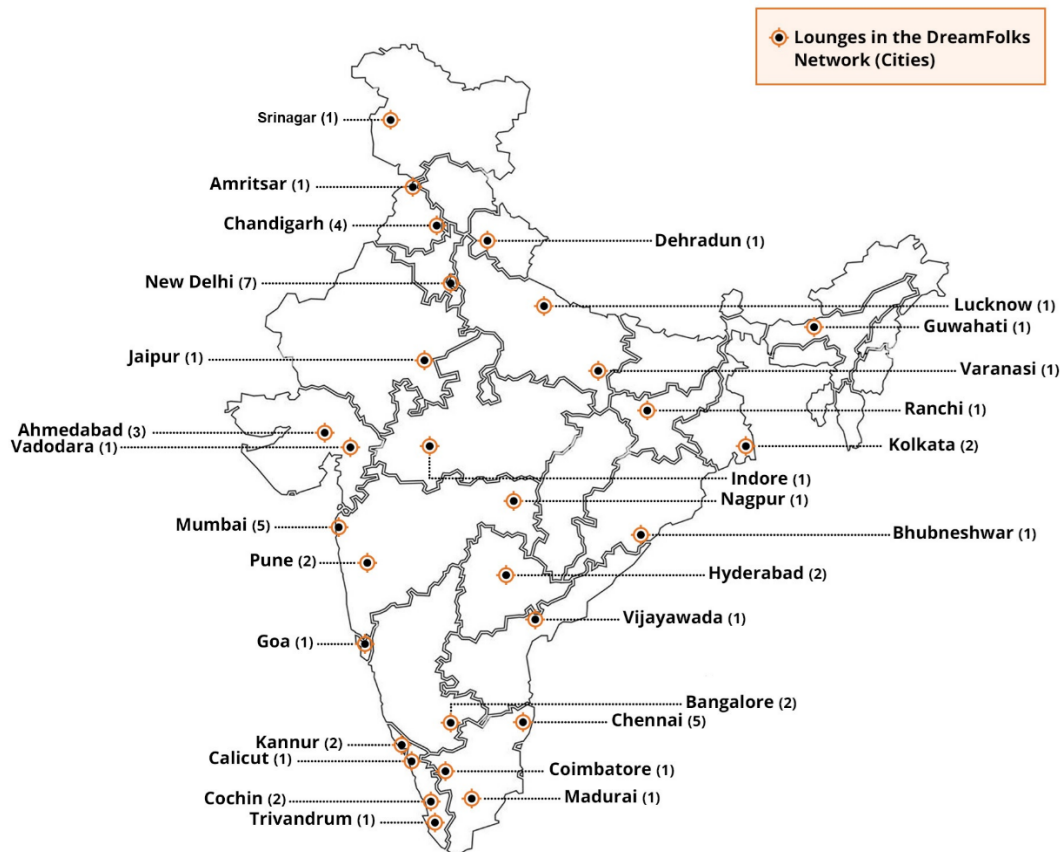 Lounges in the DreamFolks
Network (Cities)
Srinagar (1)
Amritsar (1)
Chandigarh (4)
Dehradun (1)
New Delhi (7)
Lucknow (1)
Guwahati (1)
Jaipur (1)
Varanasi (1)
Ranchi (1)
Ahmedabad (3)
Vadodara (1)
Kolkata (2)
Indore (1)
Nagpur (1)
Mumbai (5)
Bhubneshwar (1)
Pune (2)
Hyderabad (2)
Vijayawada (1)
Goa (1)
Bangalore (2)
Chennai (5)
Kannur (2)
Calicut (1)
Coimbatore (1)
Cochin (2)
Madurai (1)
Trivandrum (1)